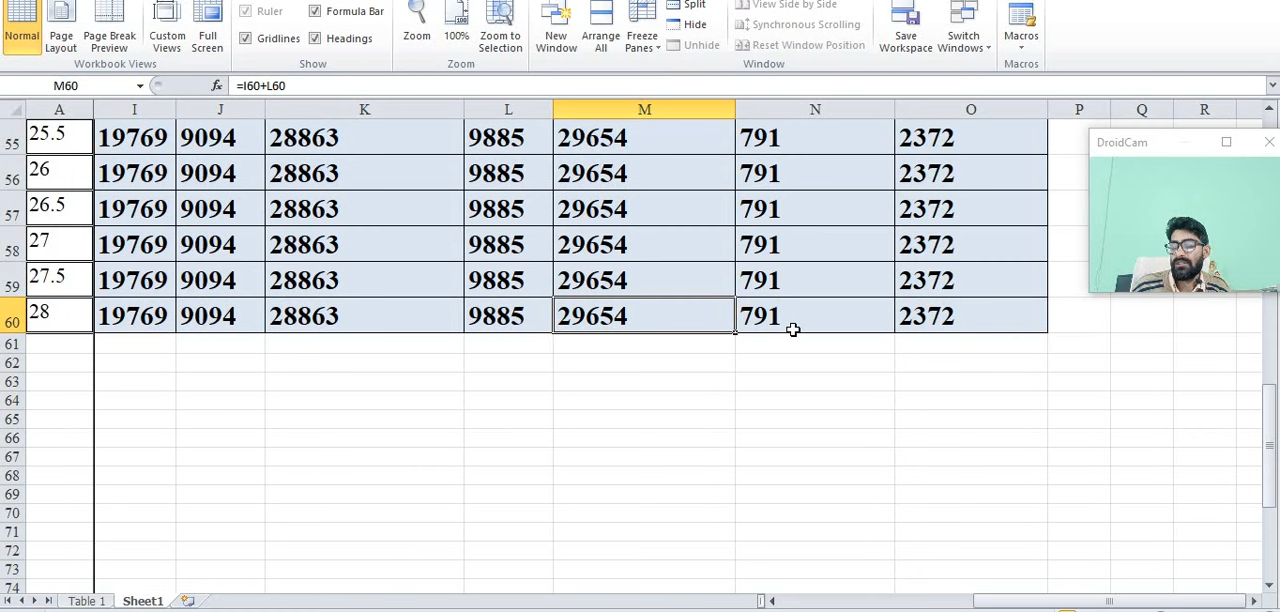 Ruler Formula Bar Split View Side by Side
Gridlines Headings Hide Synchronous Scrolling
Normal Page Layout Page Break Preview Custom Views Full Screen Zoom 100% Zoom to Selection New Window Arrange All Freeze Panes Unhide Reset Window Position Save Workspace Switch Windows Macros
Workbook Views Show Zoom Window Macros
M60 fx =I60+L60
A I J K L M N O P Q R
55 25.5 19769 9094 28863 9885 29654 791 2372
DroidCam
56 26 19769 9094 28863 9885 29654 791 2372
57 26.5 19769 9094 28863 9885 29654 791 2372
58 27 19769 9094 28863 9885 29654 791 2372
59 27.5 19769 9094 28863 9885 29654 791 2372
60 28 19769 9094 28863 9885 29654 791 2372
61
62
63
64
65
66
67
68
69
70
71
72
73
74
Table 1 Sheet1